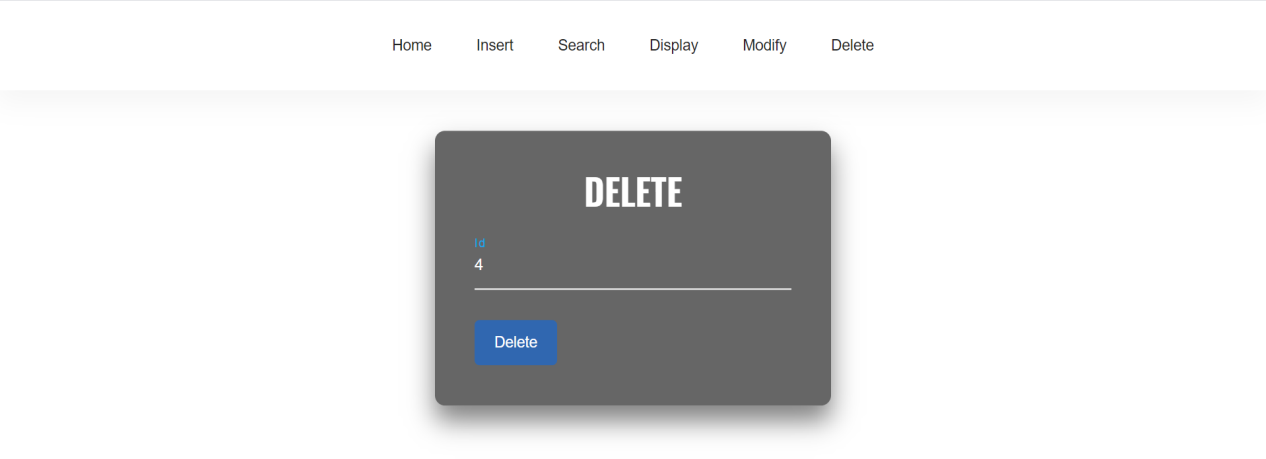 Home Insert Search Display Modify Delete
DELETE
Id
4
Delete